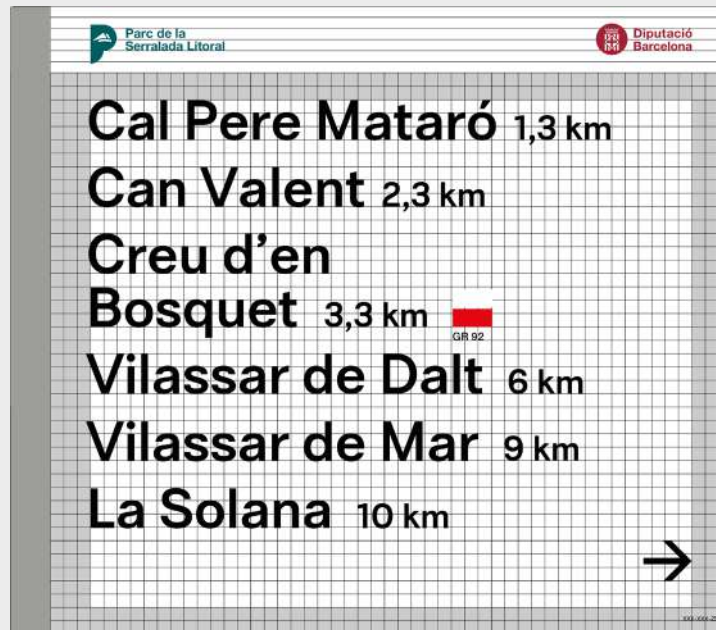 Parc de la
Serralada Litoral
Diputació
Barcelona
Cal Pere Mataró 1,3 km
Can Valent 2,3 km
Creu d’en
Bosquet 3,3 km
GR 92
Vilassar de Dalt 6 km
Vilassar de Mar 9 km
La Solana 10 km